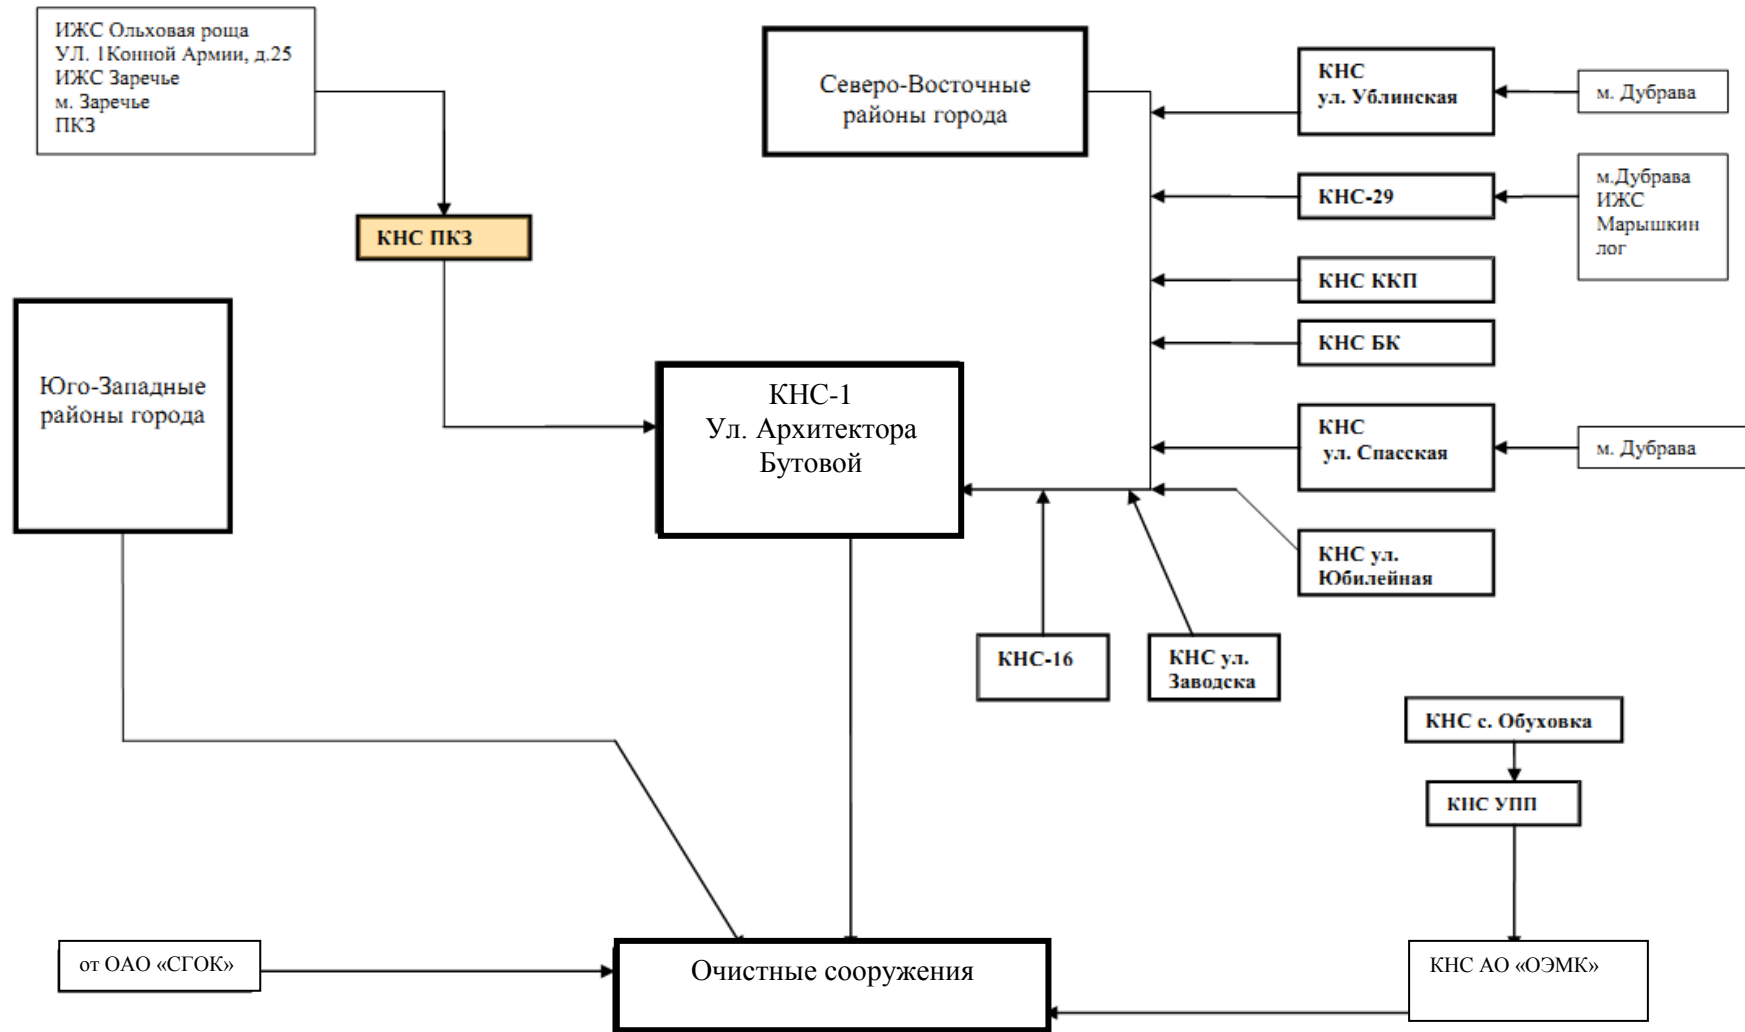 ИЖС Ольховая роща
УЛ. 1Конной Армии, д.25
ИЖС Заречье
м. Заречье
ПКЗ
Северо-Восточные
районы города
КНС
ул. Ублинская
м. Дубрава
КНС-29
м.Дубрава
ИЖС
Марышкин
лог
КНС ПКЗ
КНС ККП
КНС БК
Юго-Западные
районы города
КНС-1
Ул. Архитектора
Бутовой
КНС
ул. Спасская
м. Дубрава
КНС ул.
Юбилейная
КНС-16
КНС ул.
Заводска
КНС с. Обуховка
КНС УПП
от ОАО «СГОК»
Очистные сооружения
КНС АО «ОЭМК»